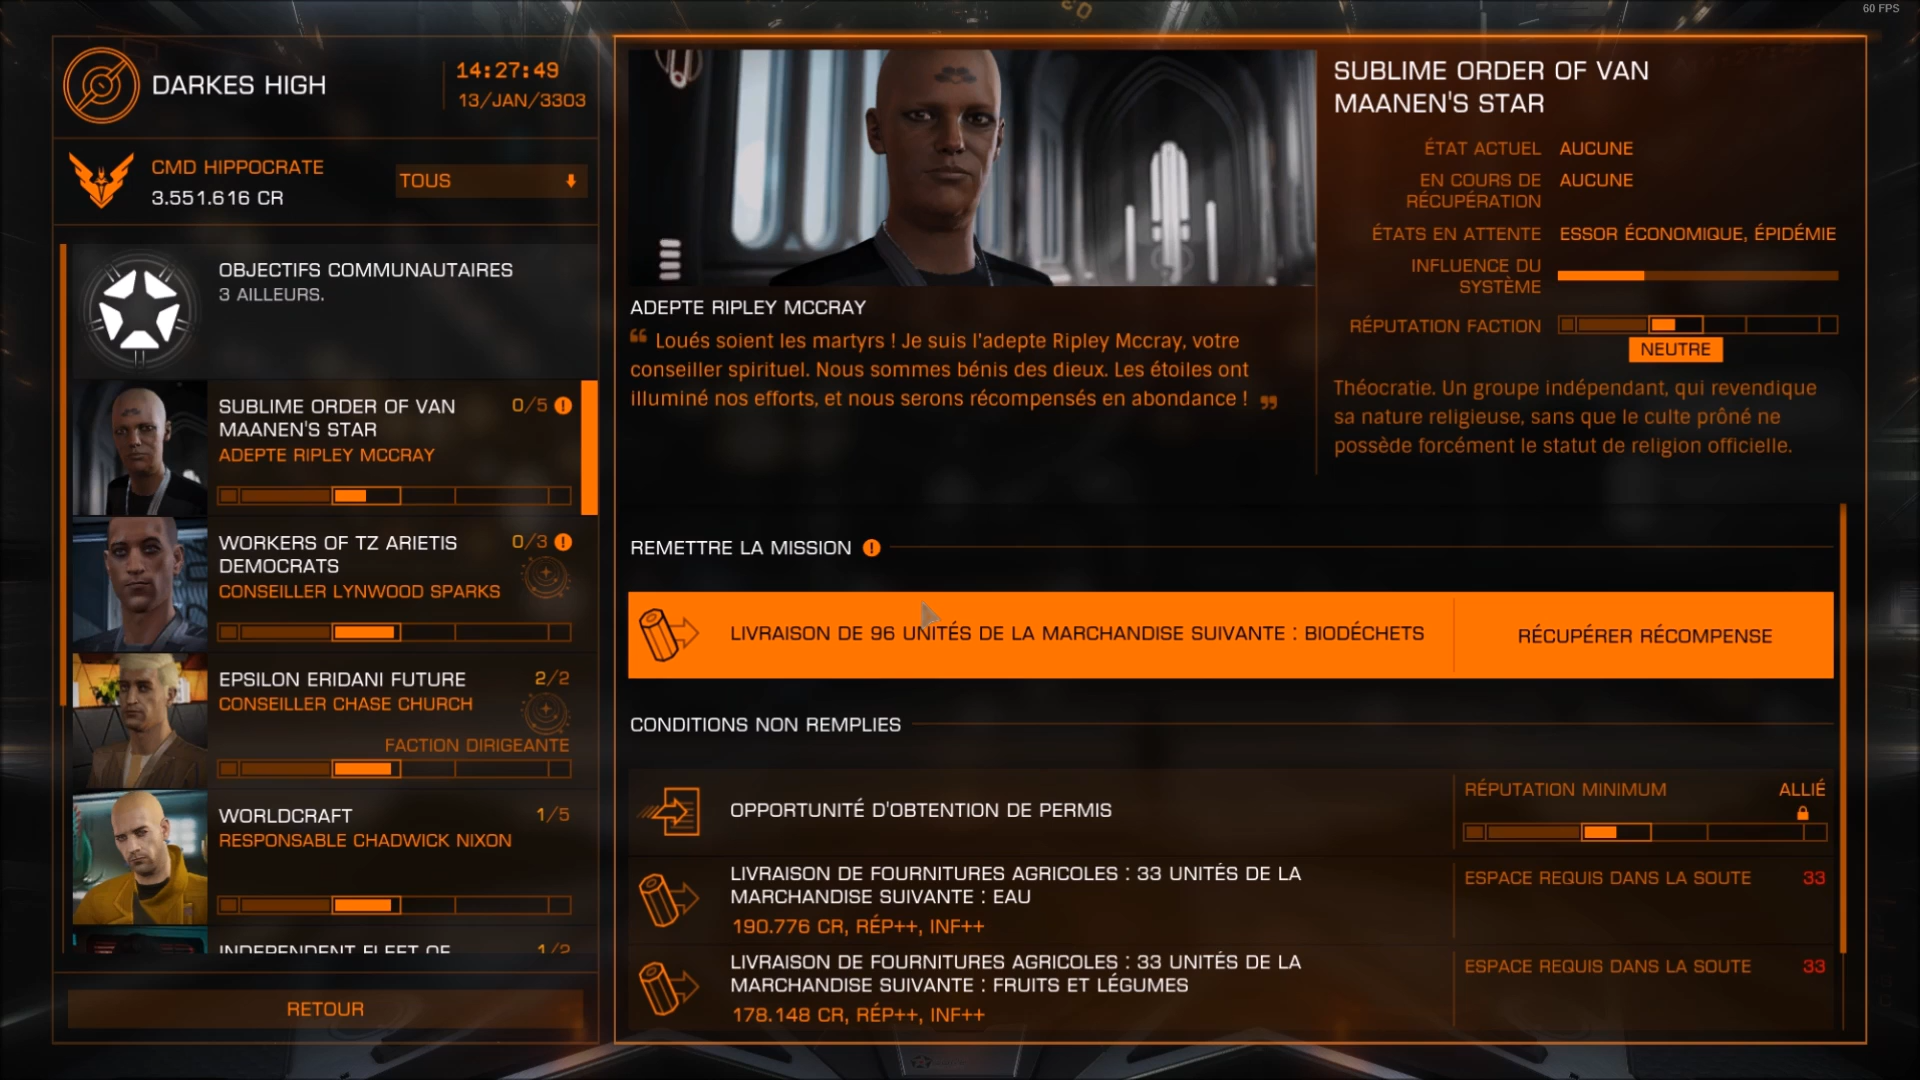 60 FPS
DARKES HIGH
14:27:49
13/JAN/3303
CMD HIPPOCRATE
3.551.616 CR
TOUS
OBJECTIFS COMMUNAUTAIRES
3 AILLEURS.
SUBLIME ORDER OF VAN
MAANEN'S STAR
0/5
ADEPTE RIPLEY MCCRAY
WORKERS OF TZ ARIETIS
DEMOCRATS
0/3
CONSEILLER LYNWOOD SPARKS
EPSILON ERIDANI FUTURE
2/2
CONSEILLER CHASE CHURCH
FACTION DIRIGEANTE
WORLDCRAFT
1/5
RESPONSABLE CHADWICK NIXON
INDEPENDENT FLEET OF
1/2
RETOUR
ADEPTE RIPLEY MCCRAY
“ Loués soient les martyrs ! Je suis l'adepte Ripley Mccray, votre
conseiller spirituel. Nous sommes bénis des dieux. Les étoiles ont
illuminé nos efforts, et nous serons récompensés en abondance ! ”
SUBLIME ORDER OF VAN
MAANEN'S STAR
ÉTAT ACTUEL AUCUNE
EN COURS DE
RÉCUPÉRATION
AUCUNE
ÉTATS EN ATTENTE ESSOR ÉCONOMIQUE, ÉPIDÉMIE
INFLUENCE DU
SYSTÈME
RÉPUTATION FACTION
NEUTRE
Théocratie. Un groupe indépendant, qui revendique
sa nature religieuse, sans que le culte prôné ne
possède forcément le statut de religion officielle.
REMETTRE LA MISSION
LIVRAISON DE 96 UNITÉS DE LA MARCHANDISE SUIVANTE : BIODÉCHETS
RÉCUPÉRER RÉCOMPENSE
CONDITIONS NON REMPLIES
OPPORTUNITÉ D'OBTENTION DE PERMIS
RÉPUTATION MINIMUM
ALLIÉ
LIVRAISON DE FOURNITURES AGRICOLES : 33 UNITÉS DE LA
MARCHANDISE SUIVANTE : EAU
190.776 CR, RÉP++, INF++
ESPACE REQUIS DANS LA SOUTE 33
LIVRAISON DE FOURNITURES AGRICOLES : 33 UNITÉS DE LA
MARCHANDISE SUIVANTE : FRUITS ET LÉGUMES
178.148 CR, RÉP++, INF++
ESPACE REQUIS DANS LA SOUTE 33